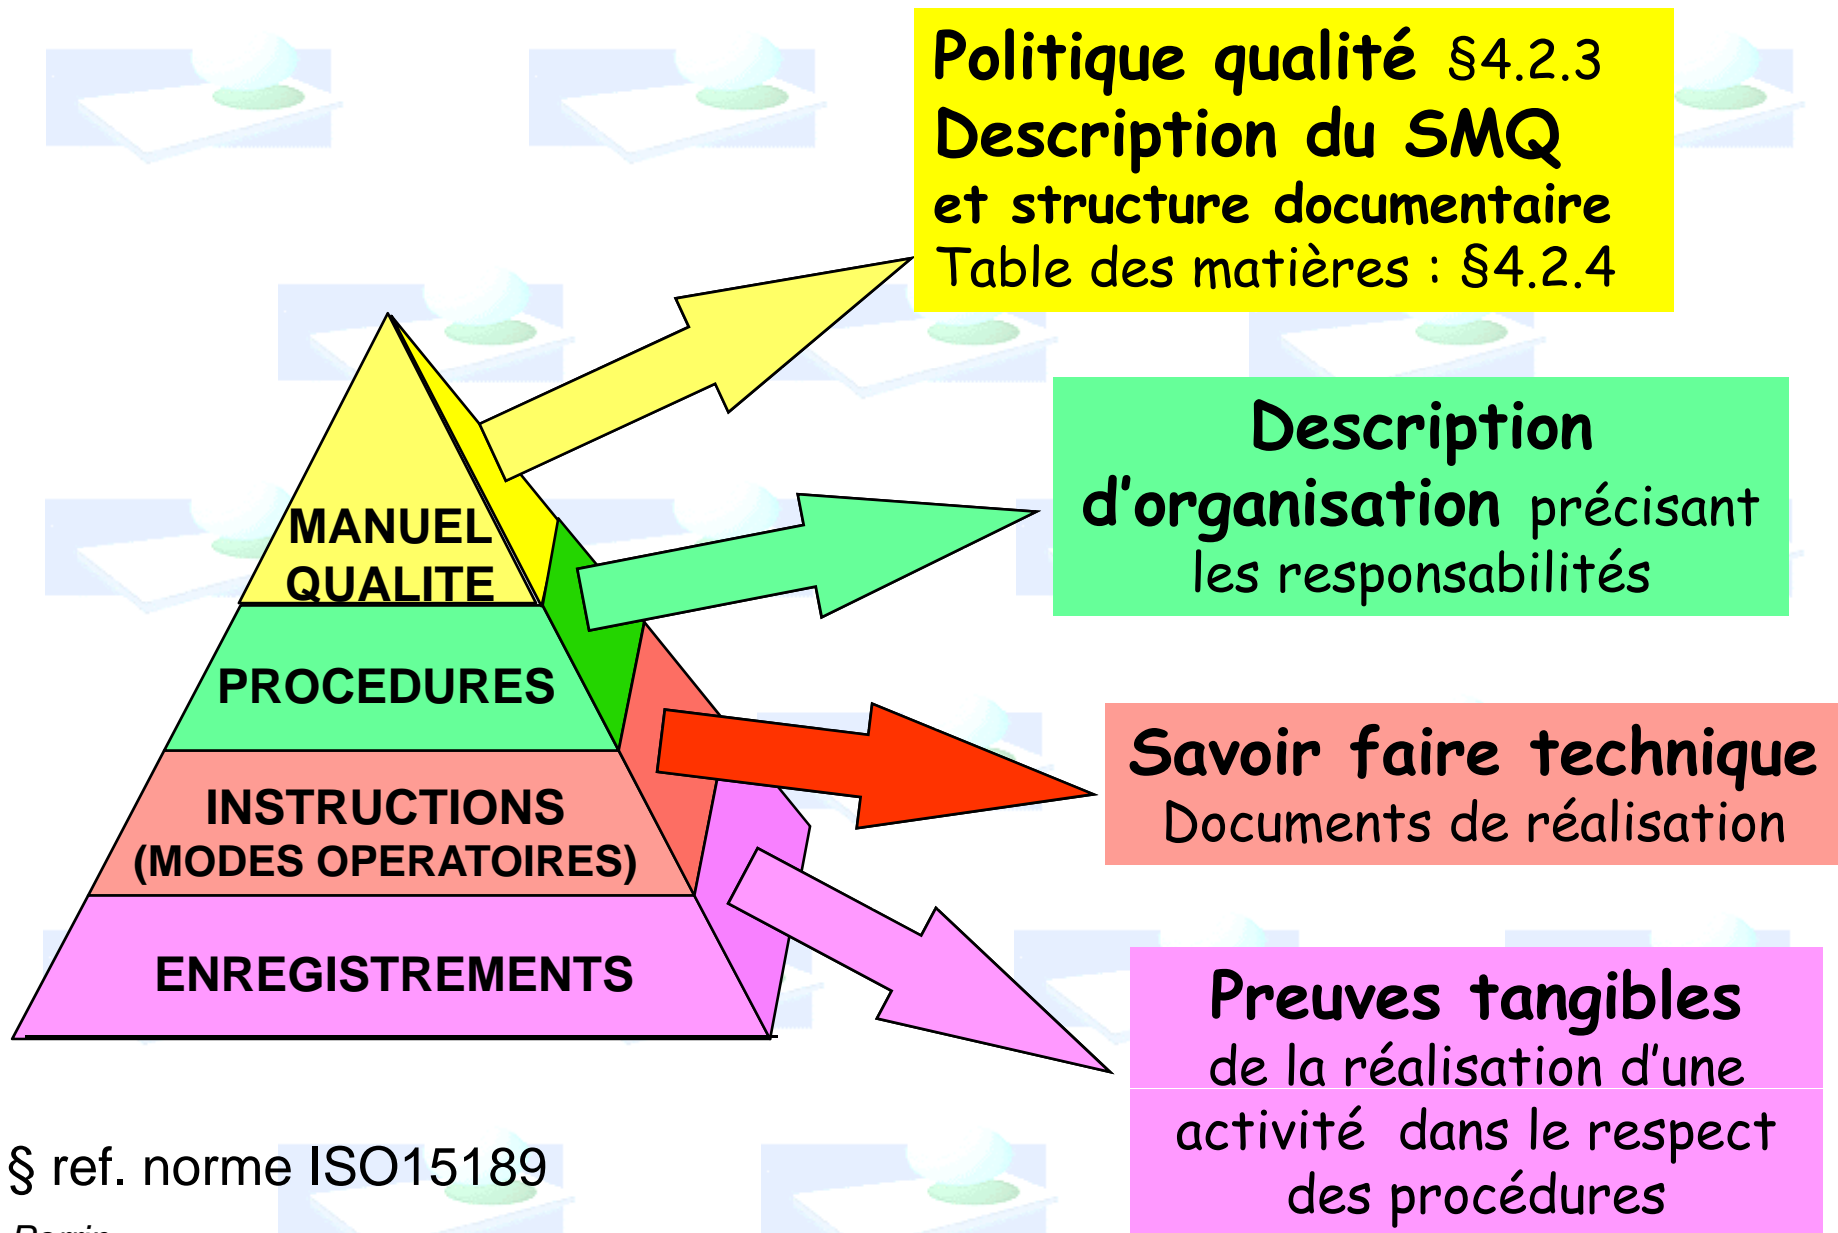 Politique qualité §4.2.3
Description du SMQ
et structure documentaire
Table des matières : §4.2.4
MANUEL
QUALITE
Description
d'organisation précisant
les responsabilités
PROCEDURES
Savoir faire technique
Documents de réalisation
INSTRUCTIONS
(MODES OPERATOIRES)
ENREGISTREMENTS
Preuves tangibles
de la réalisation d'une
activité dans le respect
des procédures
§ ref. norme ISO15189